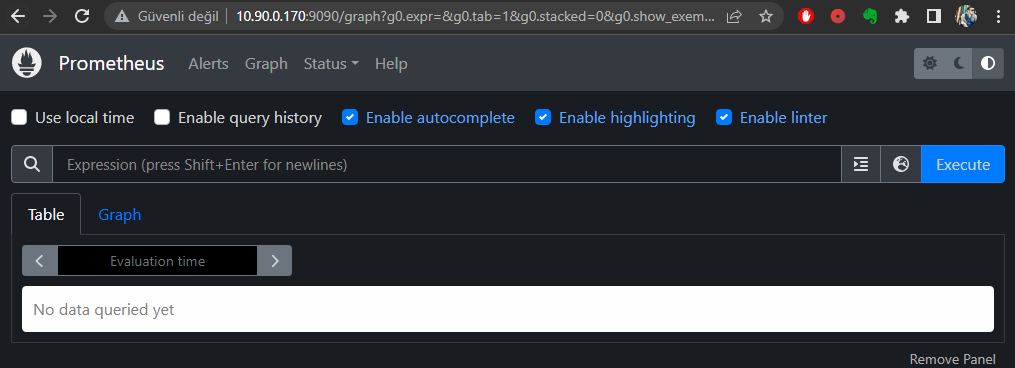 Güvenli değil 10.90.0.170:9090/graph?g0.expr=&g0.tab=1&g0.stacked=0&g0.show_exem...
Prometheus Alerts Graph Status Help
Use local time Enable query history Enable autocomplete Enable highlighting Enable linter
Expression (press Shift+Enter for newlines) Execute
Table Graph
Evaluation time
No data queried yet
Remove Panel